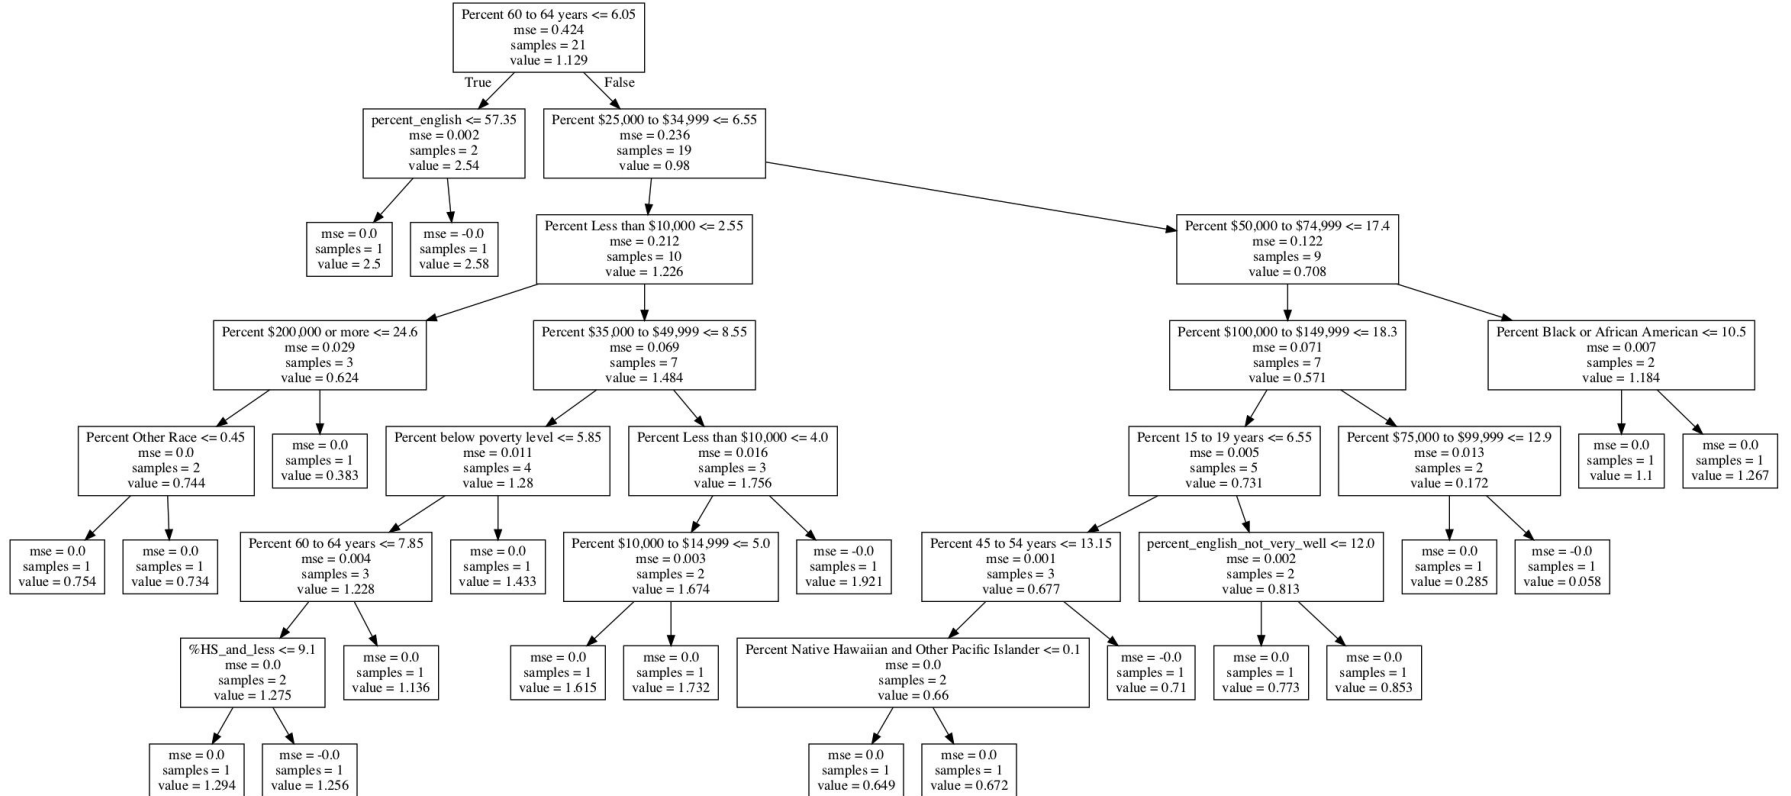 Percent 60 to 64 years <= 6.05
mse = 0.424
samples = 21
value = 1.129
True
False
percent_english <= 57.35
mse = 0.002
samples = 2
value = 2.54
Percent $25,000 to $34,999 <= 6.55
mse = 0.236
samples = 19
value = 0.98
mse = 0.0
samples = 1
value = 2.5
mse = -0.0
samples = 1
value = 2.58
Percent Less than $10,000 <= 2.55
mse = 0.212
samples = 10
value = 1.226
Percent $50,000 to $74,999 <= 17.4
mse = 0.122
samples = 9
value = 0.708
Percent $200,000 or more <= 24.6
mse = 0.029
samples = 3
value = 0.624
Percent $35,000 to $49,999 <= 8.55
mse = 0.069
samples = 7
value = 1.484
Percent $100,000 to $149,999 <= 18.3
mse = 0.071
samples = 7
value = 0.571
Percent Black or African American <= 10.5
mse = 0.007
samples = 2
value = 1.184
Percent Other Race <= 0.45
mse = 0.0
samples = 2
value = 0.744
mse = 0.0
samples = 1
value = 0.383
Percent below poverty level <= 5.85
mse = 0.011
samples = 4
value = 1.28
Percent Less than $10,000 <= 4.0
mse = 0.016
samples = 3
value = 1.756
Percent 15 to 19 years <= 6.55
mse = 0.005
samples = 5
value = 0.731
Percent $75,000 to $99,999 <= 12.9
mse = 0.013
samples = 2
value = 0.172
mse = 0.0
samples = 1
value = 1.1
mse = 0.0
samples = 1
value = 1.267
mse = 0.0
samples = 1
value = 0.754
mse = 0.0
samples = 1
value = 0.734
Percent 60 to 64 years <= 7.85
mse = 0.004
samples = 3
value = 1.228
mse = 0.0
samples = 1
value = 1.433
Percent $10,000 to $14,999 <= 5.0
mse = 0.003
samples = 2
value = 1.674
mse = -0.0
samples = 1
value = 1.921
Percent 45 to 54 years <= 13.15
mse = 0.001
samples = 3
value = 0.677
percent_english_not_very_well <= 12.0
mse = 0.002
samples = 2
value = 0.813
mse = 0.0
samples = 1
value = 0.285
mse = -0.0
samples = 1
value = 0.058
%HS_and_less <= 9.1
mse = 0.0
samples = 2
value = 1.275
mse = 0.0
samples = 1
value = 1.136
mse = 0.0
samples = 1
value = 1.615
mse = 0.0
samples = 1
value = 1.732
Percent Native Hawaiian and Other Pacific Islander <= 0.1
mse = 0.0
samples = 2
value = 0.66
mse = -0.0
samples = 1
value = 0.71
mse = 0.0
samples = 1
value = 0.773
mse = 0.0
samples = 1
value = 0.853
mse = 0.0
samples = 1
value = 1.294
mse = -0.0
samples = 1
value = 1.256
mse = 0.0
samples = 1
value = 0.649
mse = 0.0
samples = 1
value = 0.672